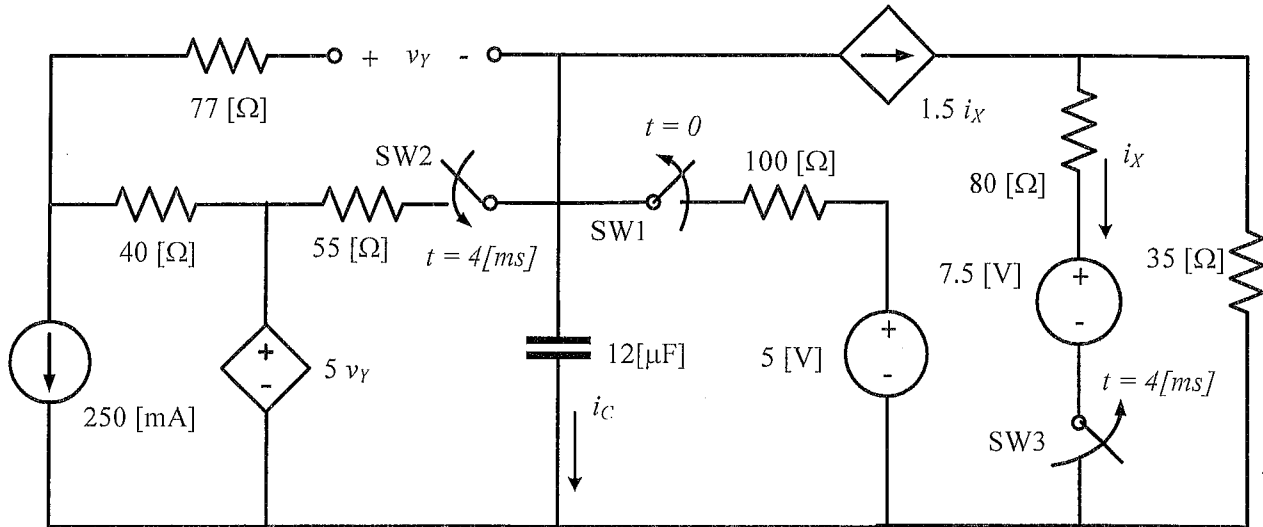 + v_Y -
77 [Ω]
1.5 i_X
SW2
t = 0
100 [Ω]
i_X
80 [Ω]
SW1
40 [Ω]
55 [Ω]
t = 4[ms]
7.5 [V]
35 [Ω]
+
-
+
-
5 v_Y
12[μF]
5 [V]
+
-
t = 4[ms]
250 [mA]
i_C
SW3